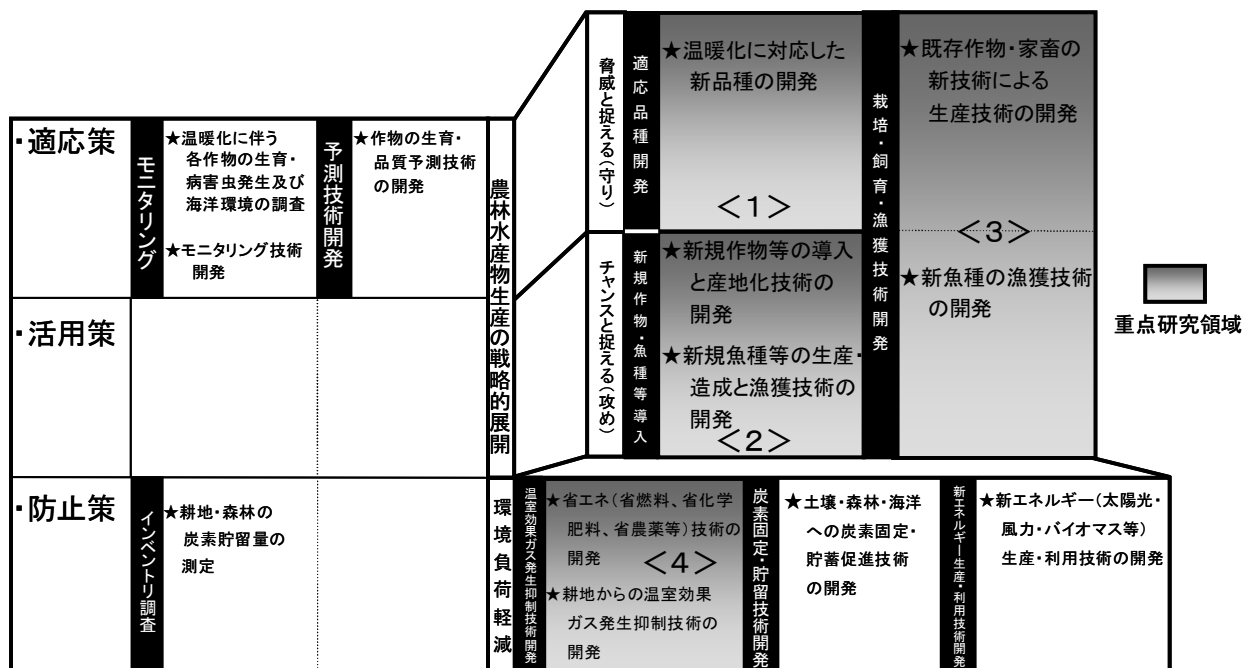 ・適応策
モニタリング
★温暖化に伴う
各作物の生育・
病害虫発生及び
海洋環境の調査
★モニタリング技術
開発
予測技術開発
★作物の生育・
品質予測技術
の開発
農林水産物生産の戦略的展開
脅威と捉える(守り)
適応品種開発
★温暖化に対応した
新品種の開発
<1>
栽培・飼育・漁獲技術開発
★既存作物・家畜の
新技術による
生産技術の開発
<3>
★新魚種の漁獲技術
の開発
チャンスと捉える(攻め)
新規作物・魚種等導入
★新規作物等の導入
と産地化技術の
開発
★新規魚種等の生産・
造成と漁獲技術の
開発
<2>
重点研究領域
・活用策
・防止策
インベントリ調査
★耕地・森林の
炭素貯留量の
測定
環境負荷軽減
温室効果ガス発生抑制技術開発
★省エネ(省燃料、省化学
肥料、省農薬等)技術の
開発
<4>
★耕地からの温室効果
ガス発生抑制技術の
開発
炭素固定・貯留技術開発
★土壌・森林・海洋
への炭素固定・
貯蓄促進技術
の開発
新エネルギー生産・利用技術開発
★新エネルギー(太陽光・
風力・バイオマス等)
生産・利用技術の開発